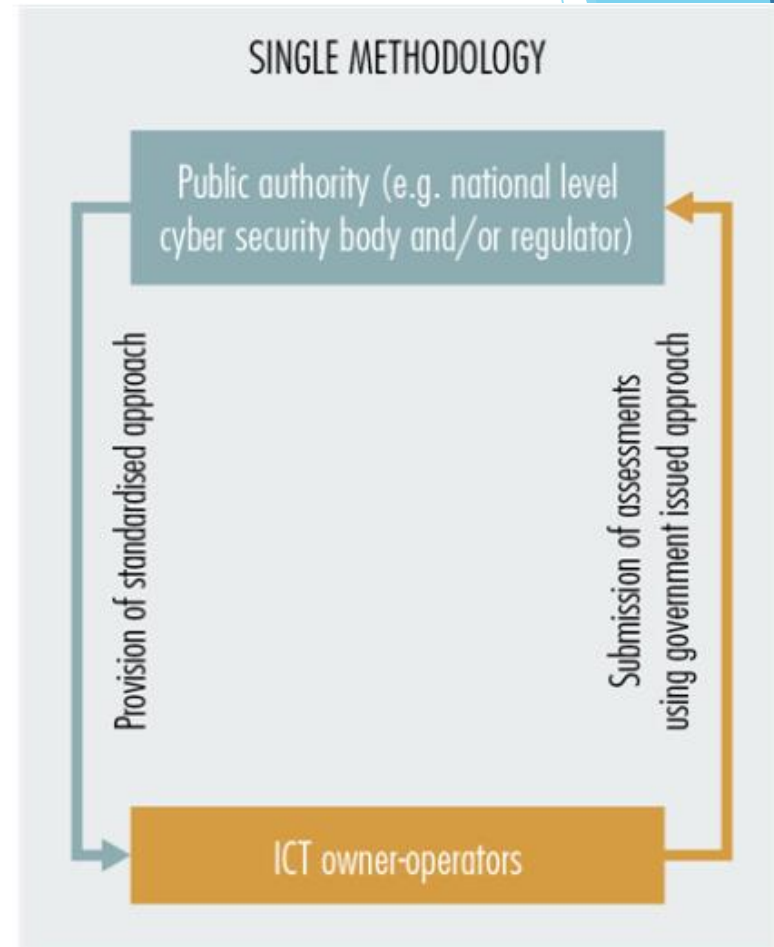 SINGLE METHODOLOGY
Public authority (e.g. national level
cyber security body and/or regulator)
Provision of standardised approach
Submission of assessments
using government issued approach
ICT owner-operators